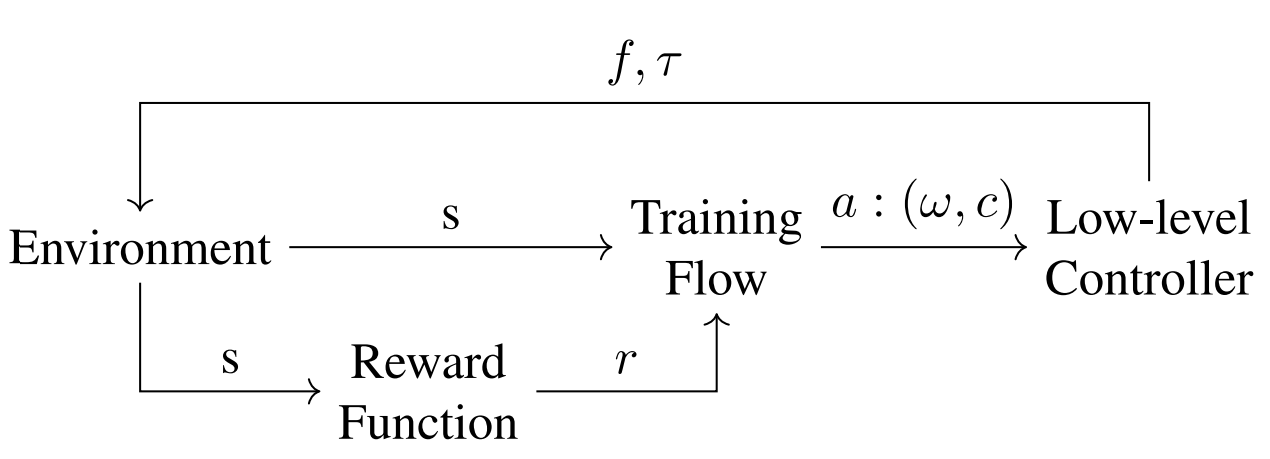 f, τ
Environment
s
Training
Flow
a : (ω, c)
Low-level
Controller
s
Reward
Function
r